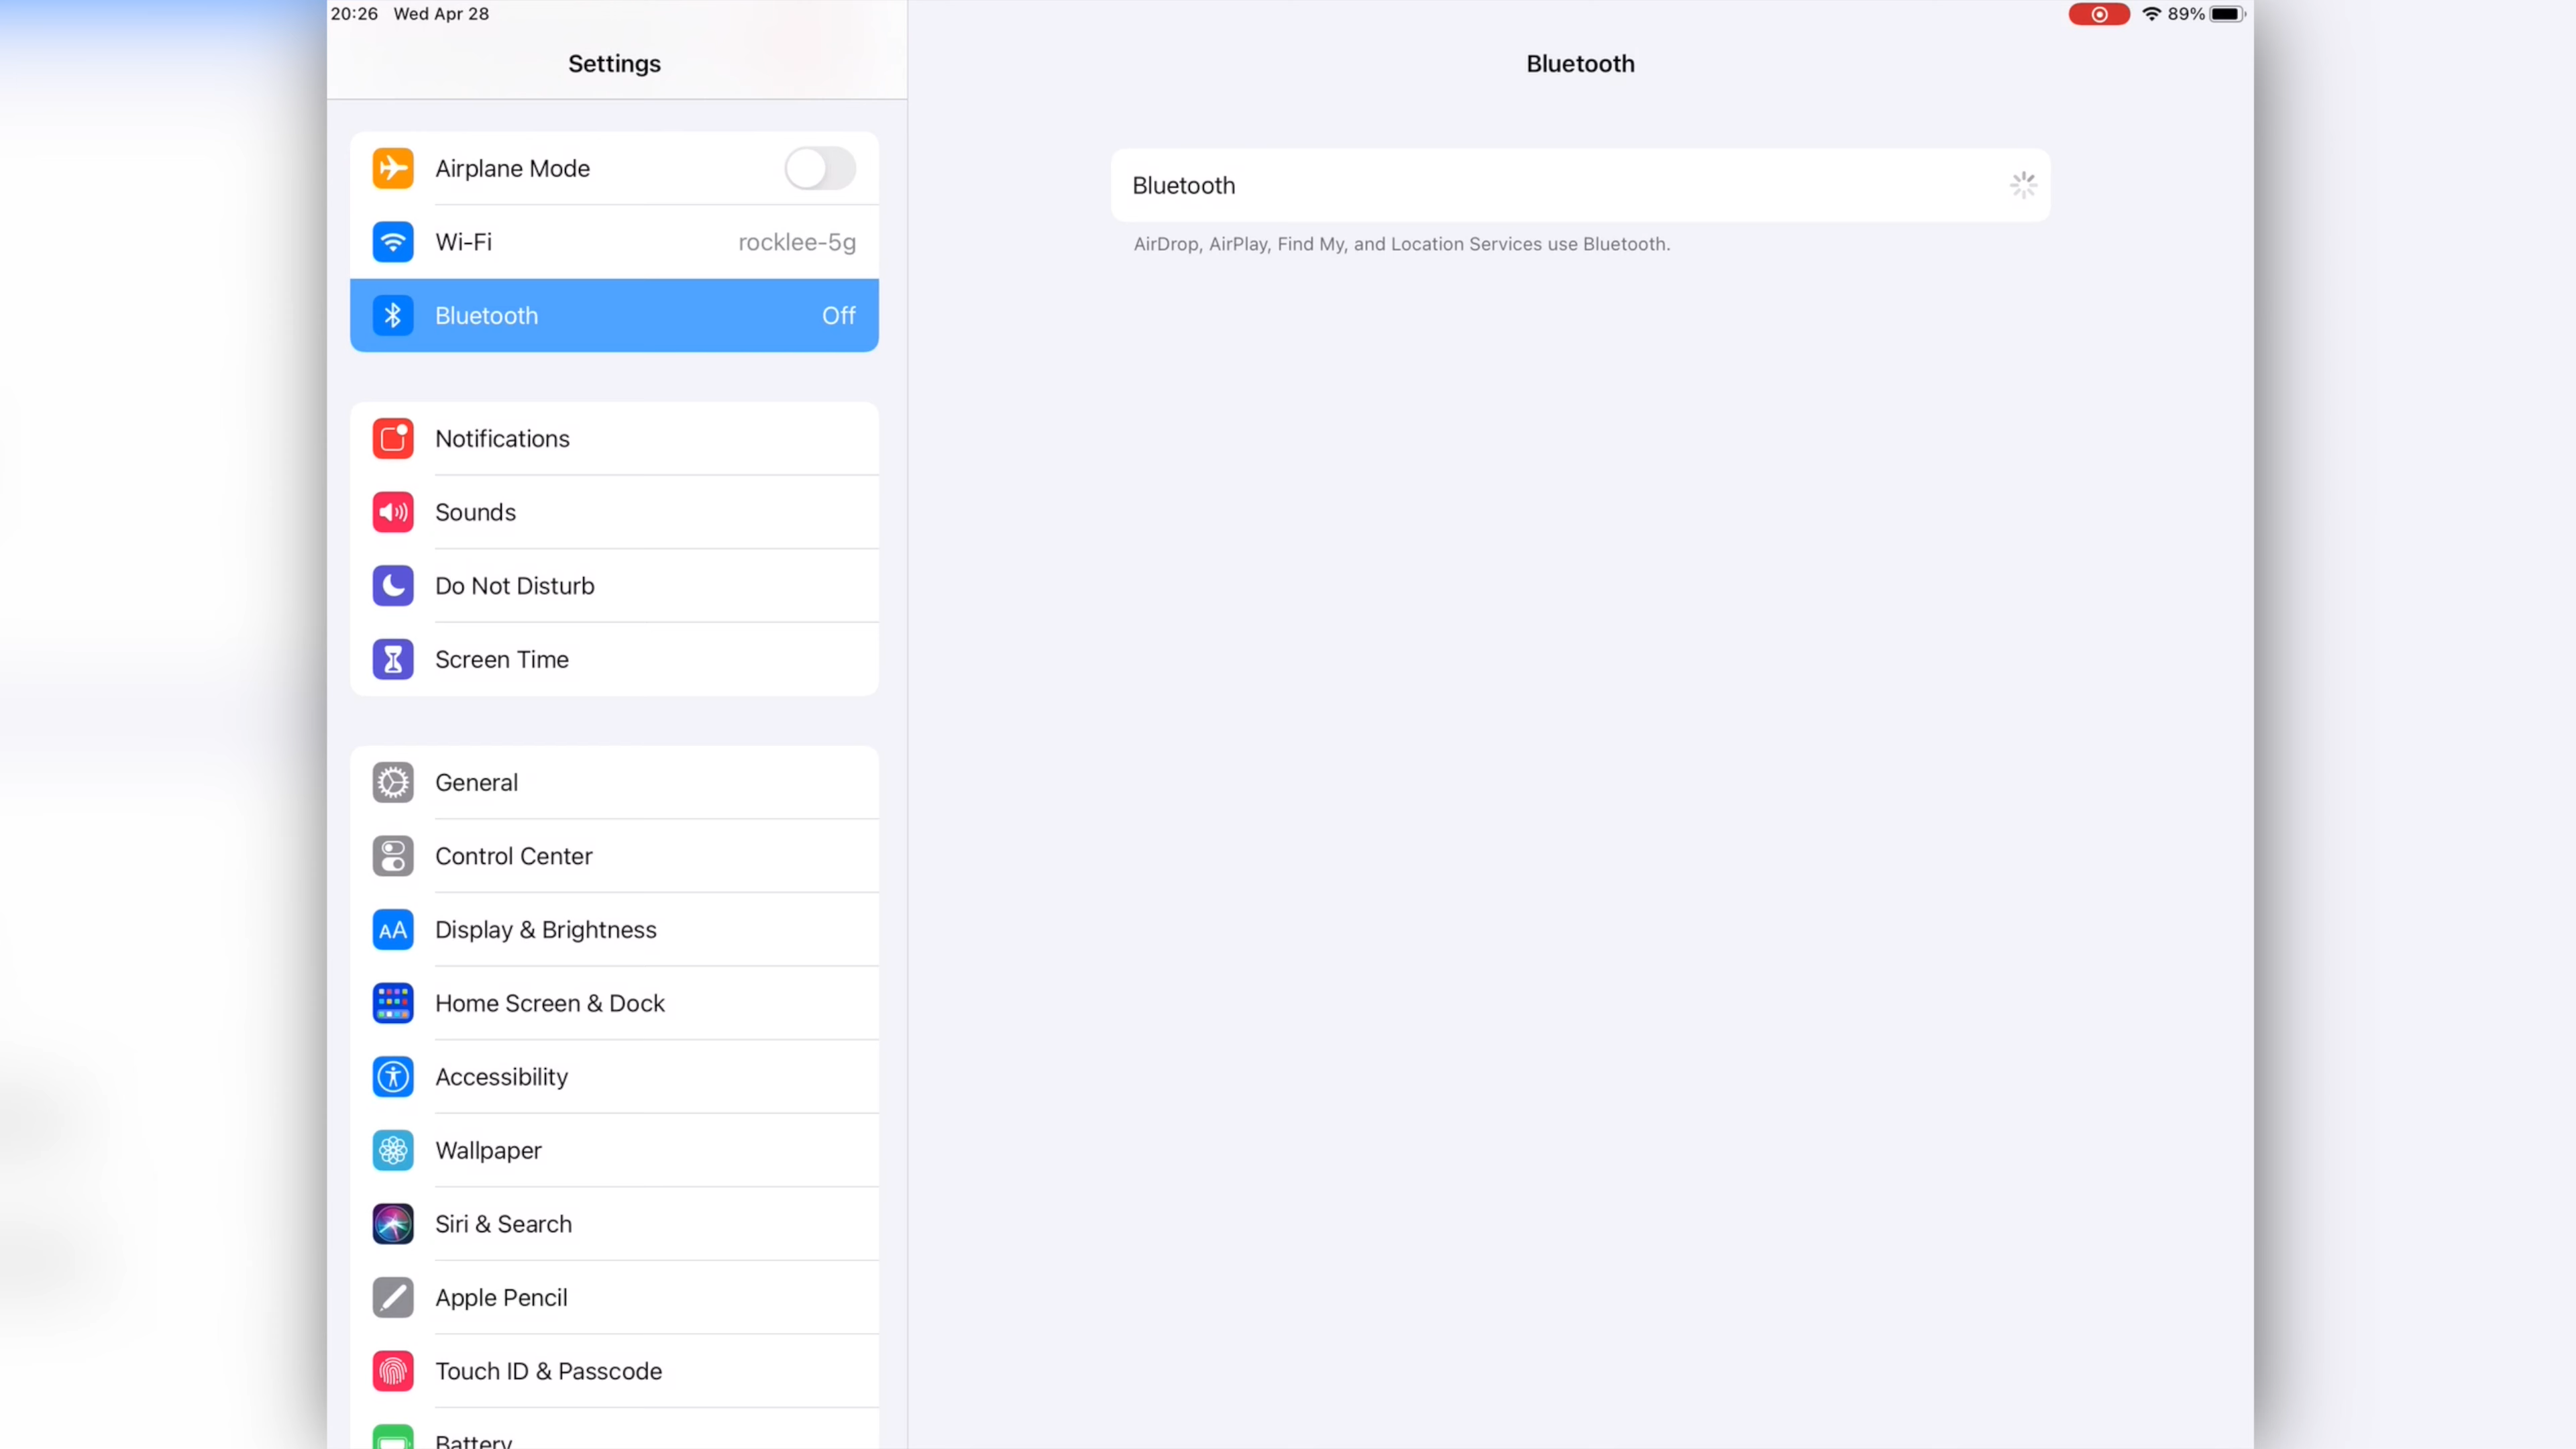 20:26 Wed Apr 28
89%
Settings
Airplane Mode
Wi-Fi rocklee-5g
Bluetooth Off
Notifications
Sounds
Do Not Disturb
Screen Time
General
Control Center
AA Display & Brightness
Home Screen & Dock
Accessibility
Wallpaper
Siri & Search
Apple Pencil
Touch ID & Passcode
Battery
Bluetooth
Bluetooth
AirDrop, AirPlay, Find My, and Location Services use Bluetooth.